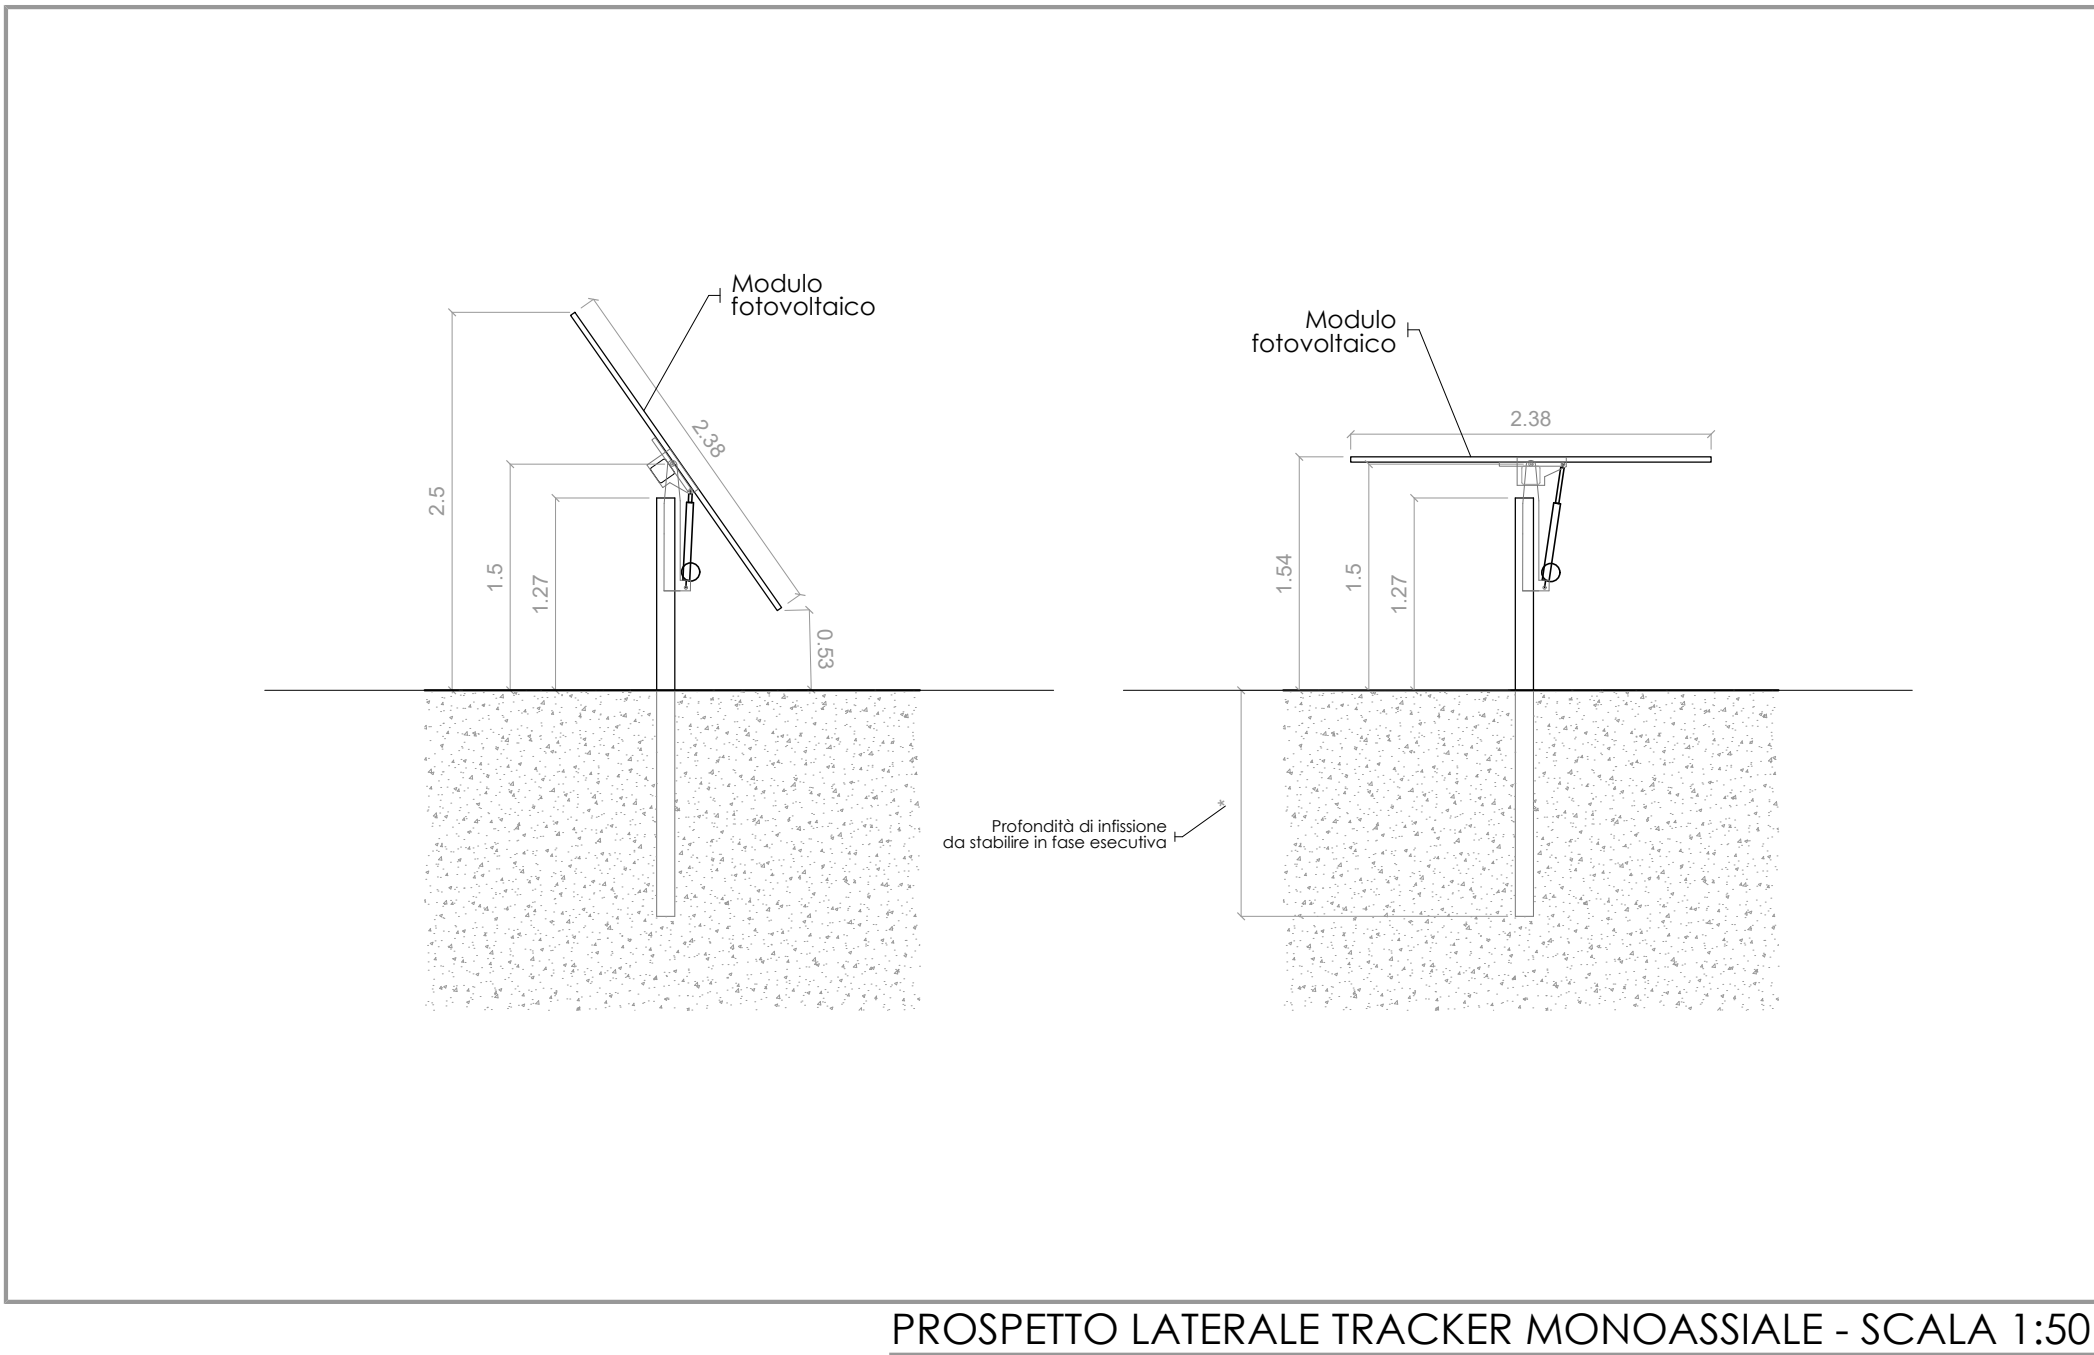 Modulo
fotovoltaico
2.38
2.5
1.5
1.27
0.53
Modulo
fotovoltaico
2.38
1.54
1.5
1.27
*
Profondità di infissione
da stabilire in fase esecutiva
PROSPETTO LATERALE TRACKER MONOASSIALE - SCALA 1:50